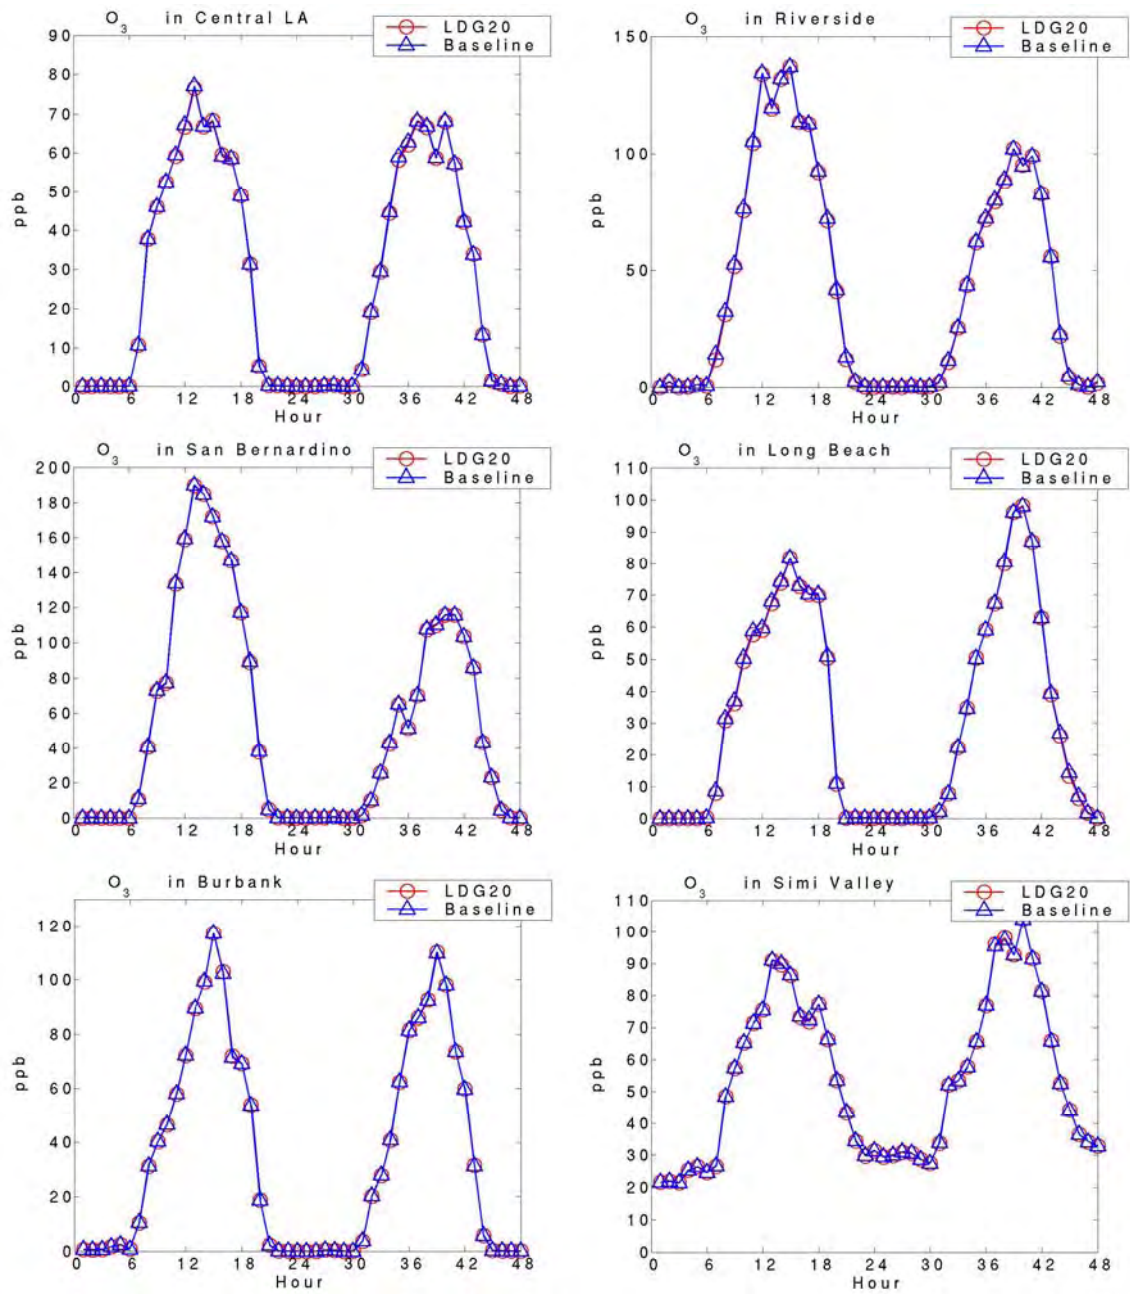 O3 in Central LA
LDG20
Baseline
90
80
70
60
50
40
30
20
10
0
ppb
0 6 12 18 24 30 36 42 48
Hour
O3 in Riverside
LDG20
Baseline
150
100
50
0
ppb
0 6 12 18 24 30 36 42 48
Hour
O3 in San Bernardino
LDG20
Baseline
200
180
160
140
120
100
80
60
40
20
0
ppb
0 6 12 18 24 30 36 42 48
Hour
O3 in Long Beach
LDG20
Baseline
110
100
90
80
70
60
50
40
30
20
10
0
ppb
0 6 12 18 24 30 36 42 48
Hour
O3 in Burbank
LDG20
Baseline
120
100
80
60
40
20
0
ppb
0 6 12 18 24 30 36 42 48
Hour
O3 in Simi Valley
LDG20
Baseline
110
100
90
80
70
60
50
40
30
20
10
0
ppb
0 6 12 18 24 30 36 42 48
Hour